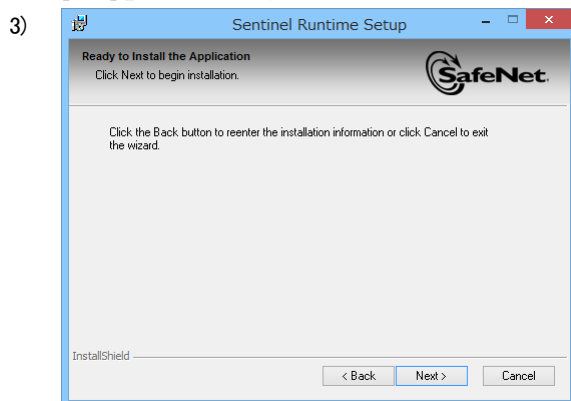 3)
Sentinel Runtime Setup
Ready to Install the Application
Click Next to begin installation.
SafeNet.
Click the Back button to reenter the installation information or click Cancel to exit
the wizard.
InstallShield
< Back Next > Cancel